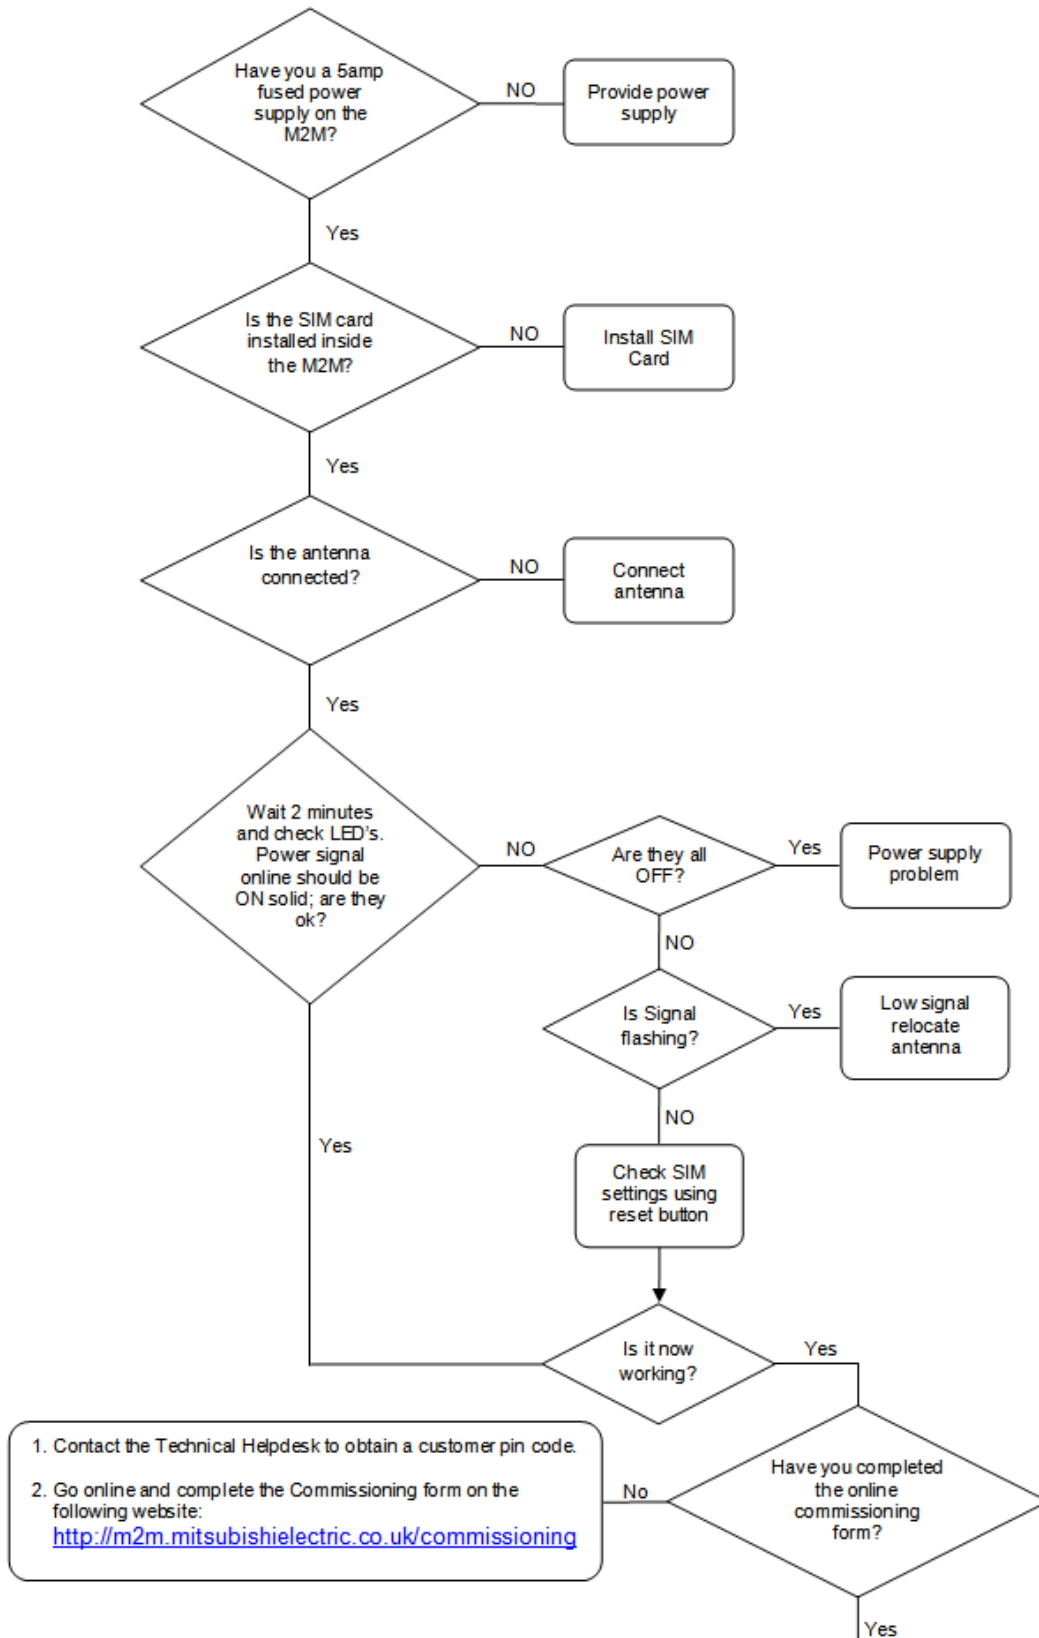 Have you a 5amp
fused power
supply on the
M2M?
NO
Provide power
supply
Yes
Is the SIM card
installed inside
the M2M?
NO
Install SIM
Card
Yes
Is the antenna
connected?
NO
Connect
antenna
Yes
Wait 2 minutes
and check LED's.
Power signal
online should be
ON solid; are they
ok?
NO
Are they all
OFF?
Yes
Power supply
problem
NO
Is Signal
flashing?
Yes
Low signal
relocate
antenna
NO
Yes
Check SIM
settings using
reset button
Is it now
working?
Yes
1. Contact the Technical Helpdesk to obtain a customer pin code.
2. Go online and complete the Commissioning form on the
following website:
http://m2m.mitsubishielectric.co.uk/commissioning
No
Have you completed
the online
commissioning
form?
Yes